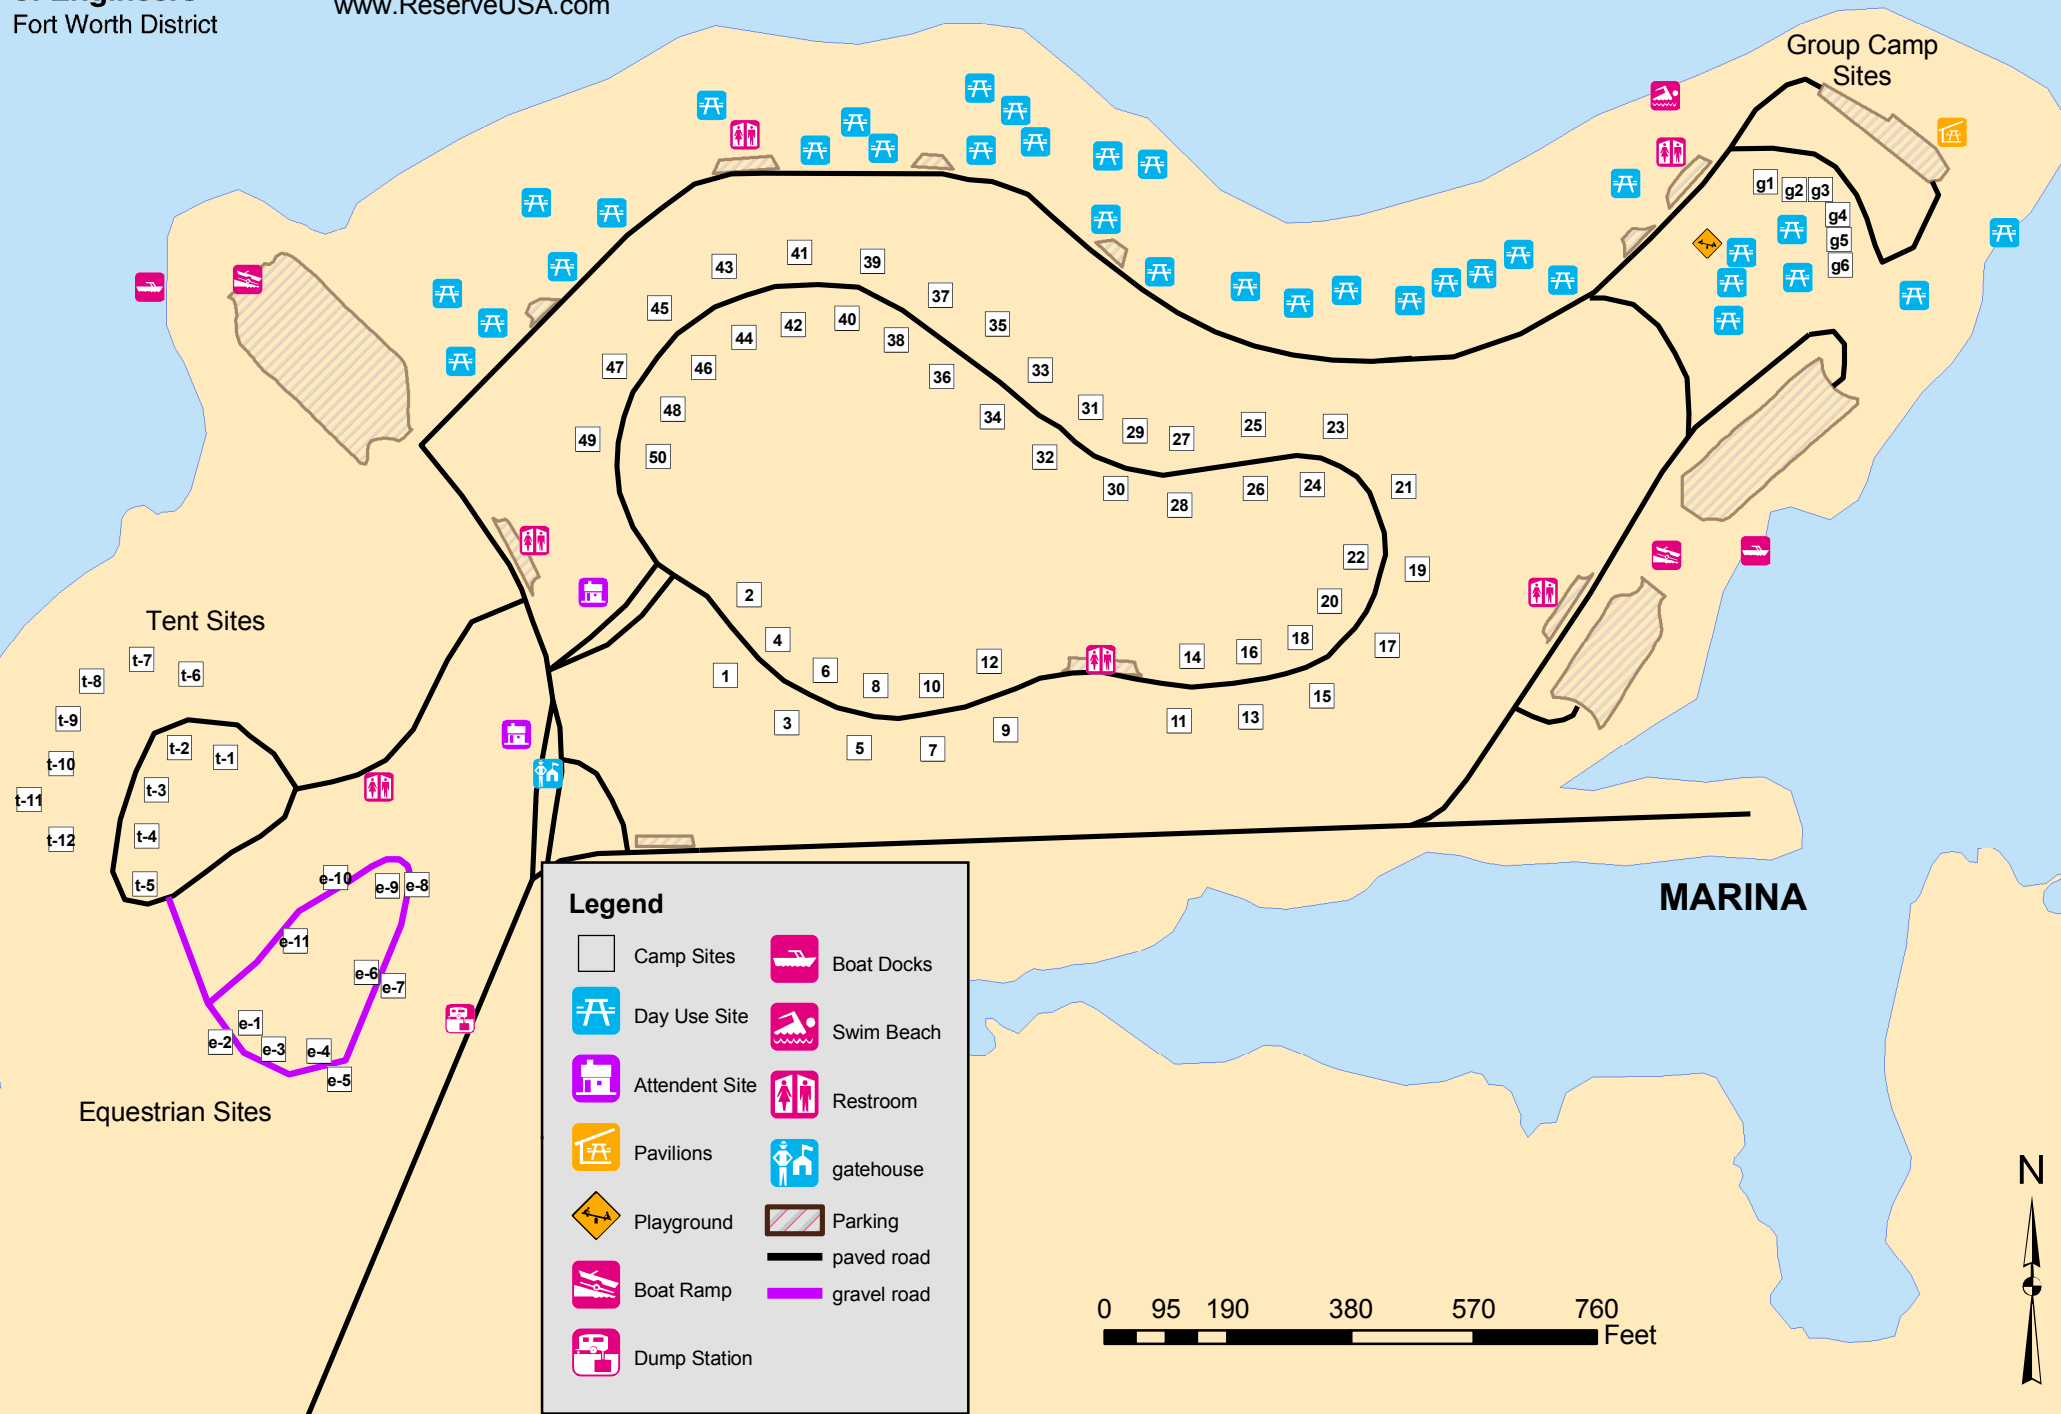 Fort Worth District
www.ReserveUSA.com
Group Camp
Sites
g1
g2
g3
g4
g5
g6
41
43
39
37
45
40
42
35
44
38
47
46
33
36
48
31
34
25
23
29
27
49
50
32
21
30
26
24
28
22
19
2
20
Tent Sites
4
18
17
t-7
t-6
t-8
1
6
12
14
16
8
10
15
t-9
3
9
11
13
t-2
t-1
5
7
t-10
t-3
t-11
t-4
t-12
t-5
e-10
e-9
e-8
e-11
e-6
e-7
e-1
e-2
e-3
e-4
e-5
Equestrian Sites
MARINA
Legend
Camp Sites
Day Use Site
Attendent Site
Pavilions
Playground
Boat Ramp
Dump Station
Boat Docks
Swim Beach
Restroom
gatehouse
Parking
paved road
gravel road
0 95 190 380 570 760
Feet
N